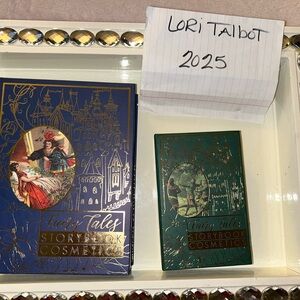 LORI TALBOT
2025
Fairy Tales
STORYBOOK
COSMETICS
Fairy Tales
STORYBOOK
COSMETICS